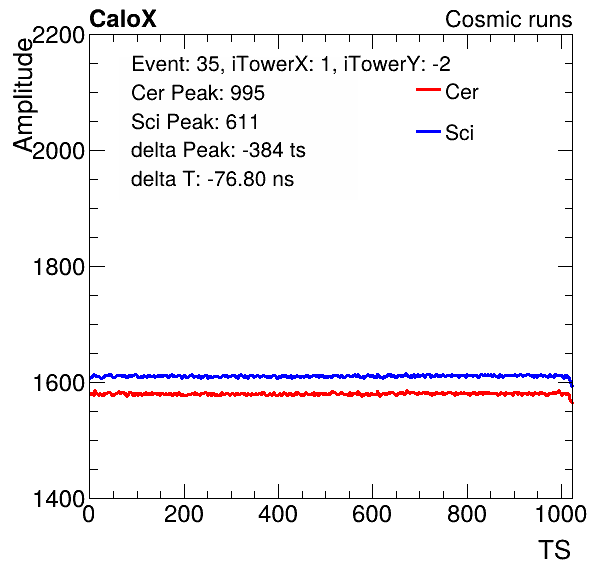 CaloX Cosmic runs
Amplitude
2200
2000
1800
1600
1400
Event: 35, iTowerX: 1, iTowerY: -2
Cer Peak: 995
Sci Peak: 611
delta Peak: -384 ts
delta T: -76.80 ns
Cer
Sci
0 200 400 600 800 1000
TS